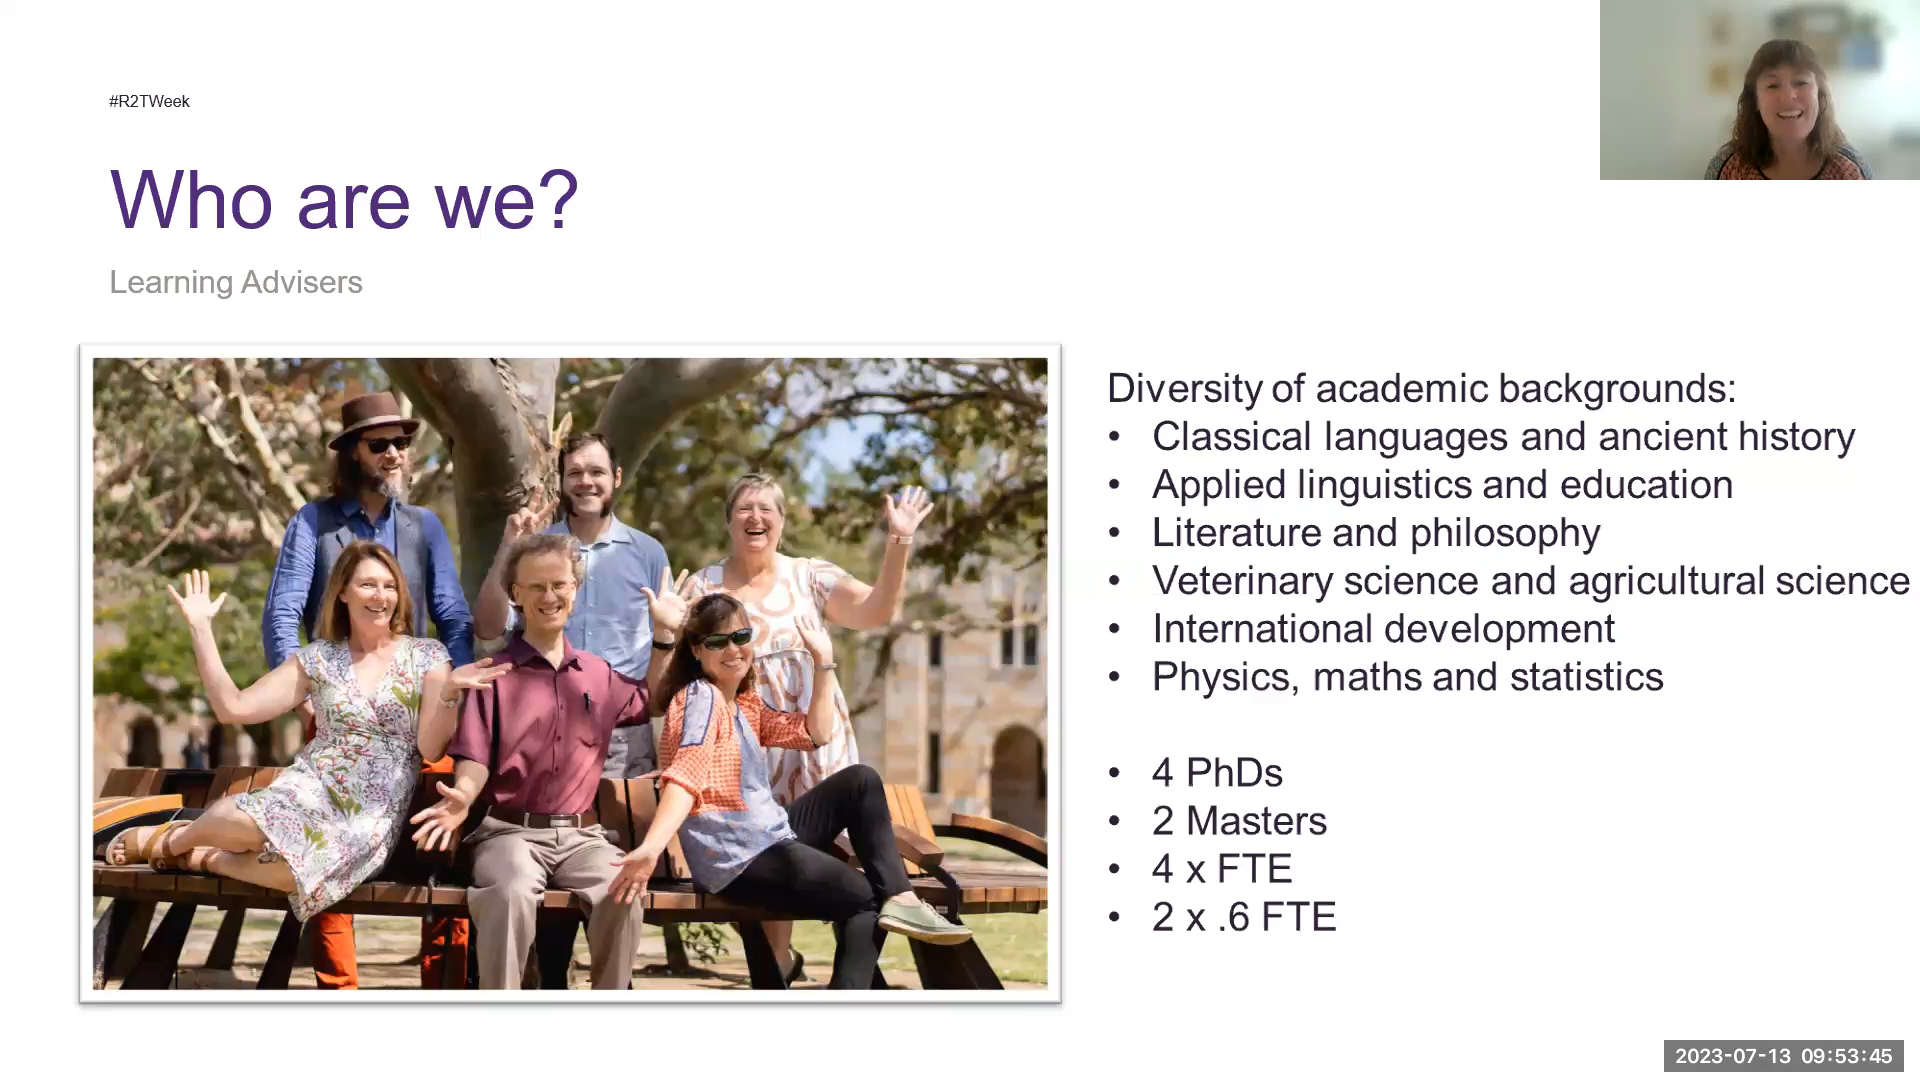 #R2TWeek
Who are we?
Learning Advisers
Diversity of academic backgrounds:
• Classical languages and ancient history
• Applied linguistics and education
• Literature and philosophy
• Veterinary science and agricultural science
• International development
• Physics, maths and statistics
• 4 PhDs
• 2 Masters
• 4 x FTE
• 2 x .6 FTE
2023-07-13 09:53:45